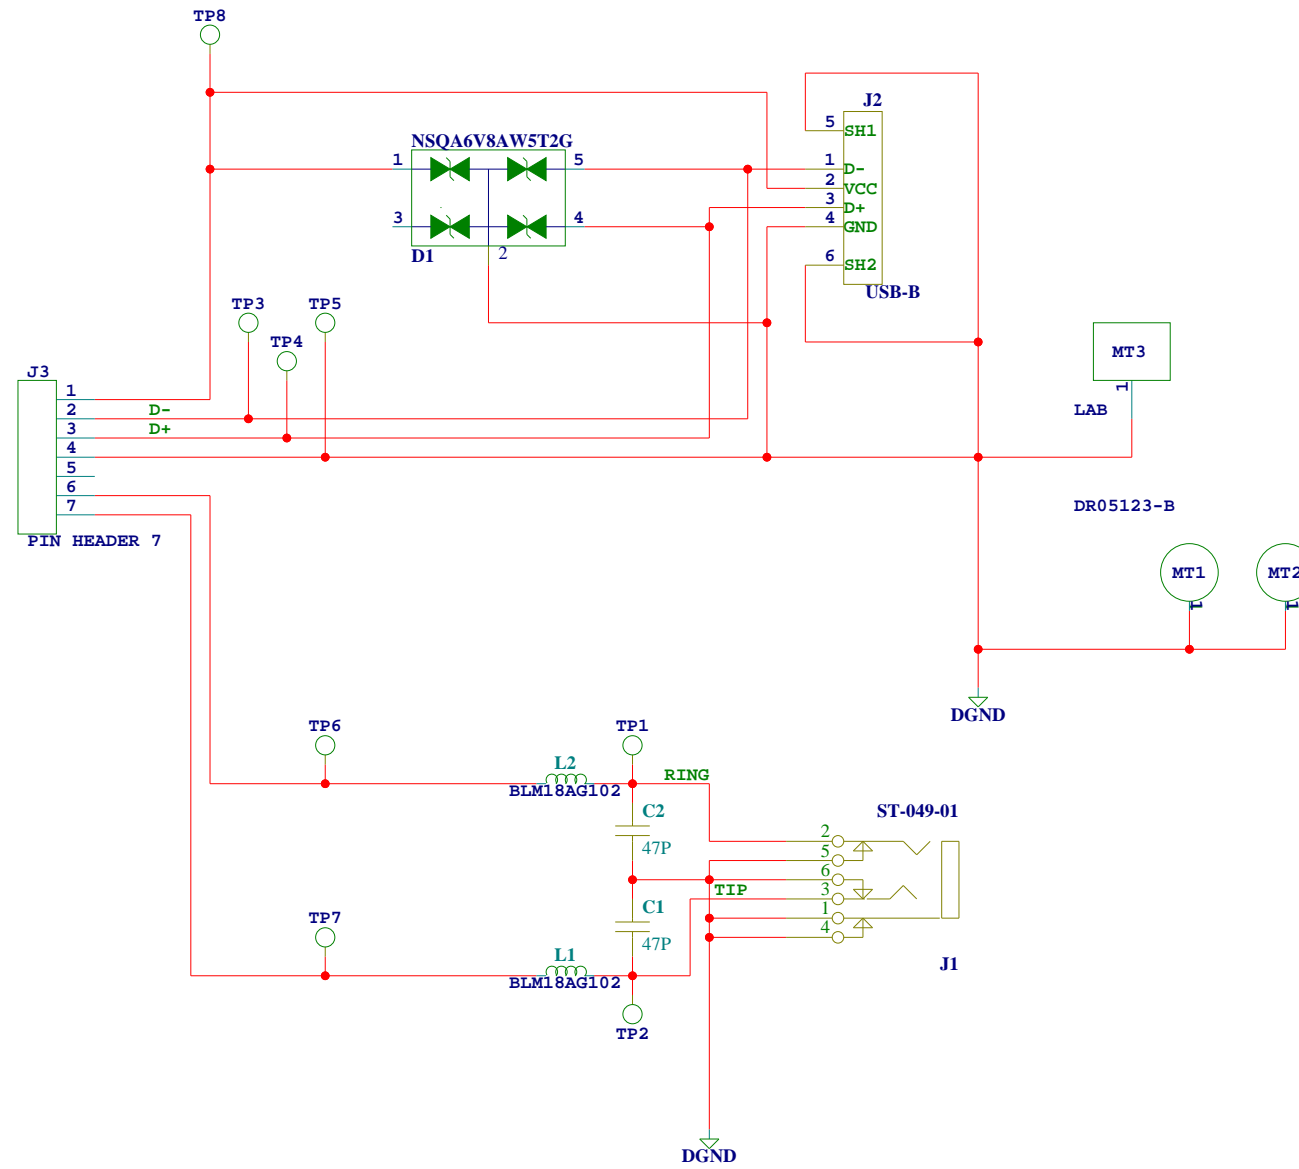 TP8
J2
NSQA6V8AW5T2G
5 SH1
1 5
1 D-
2 VCC
3 D+
3 4
4 GND
D1 2
6 SH2
USB-B
TP3 TP5
TP4
MT3
1
LAB
J3
1
2 D-
3 D+
4
5
6
7
PIN HEADER 7
DR05123-B
MT1 MT2
1 1
DGND
TP6 TP1
L2 RING
BLM18AG102
C2
47P
ST-049-01
2
5
6
TIP 3
1
4
C1
47P
TP7
L1
BLM18AG102
J1
TP2
DGND